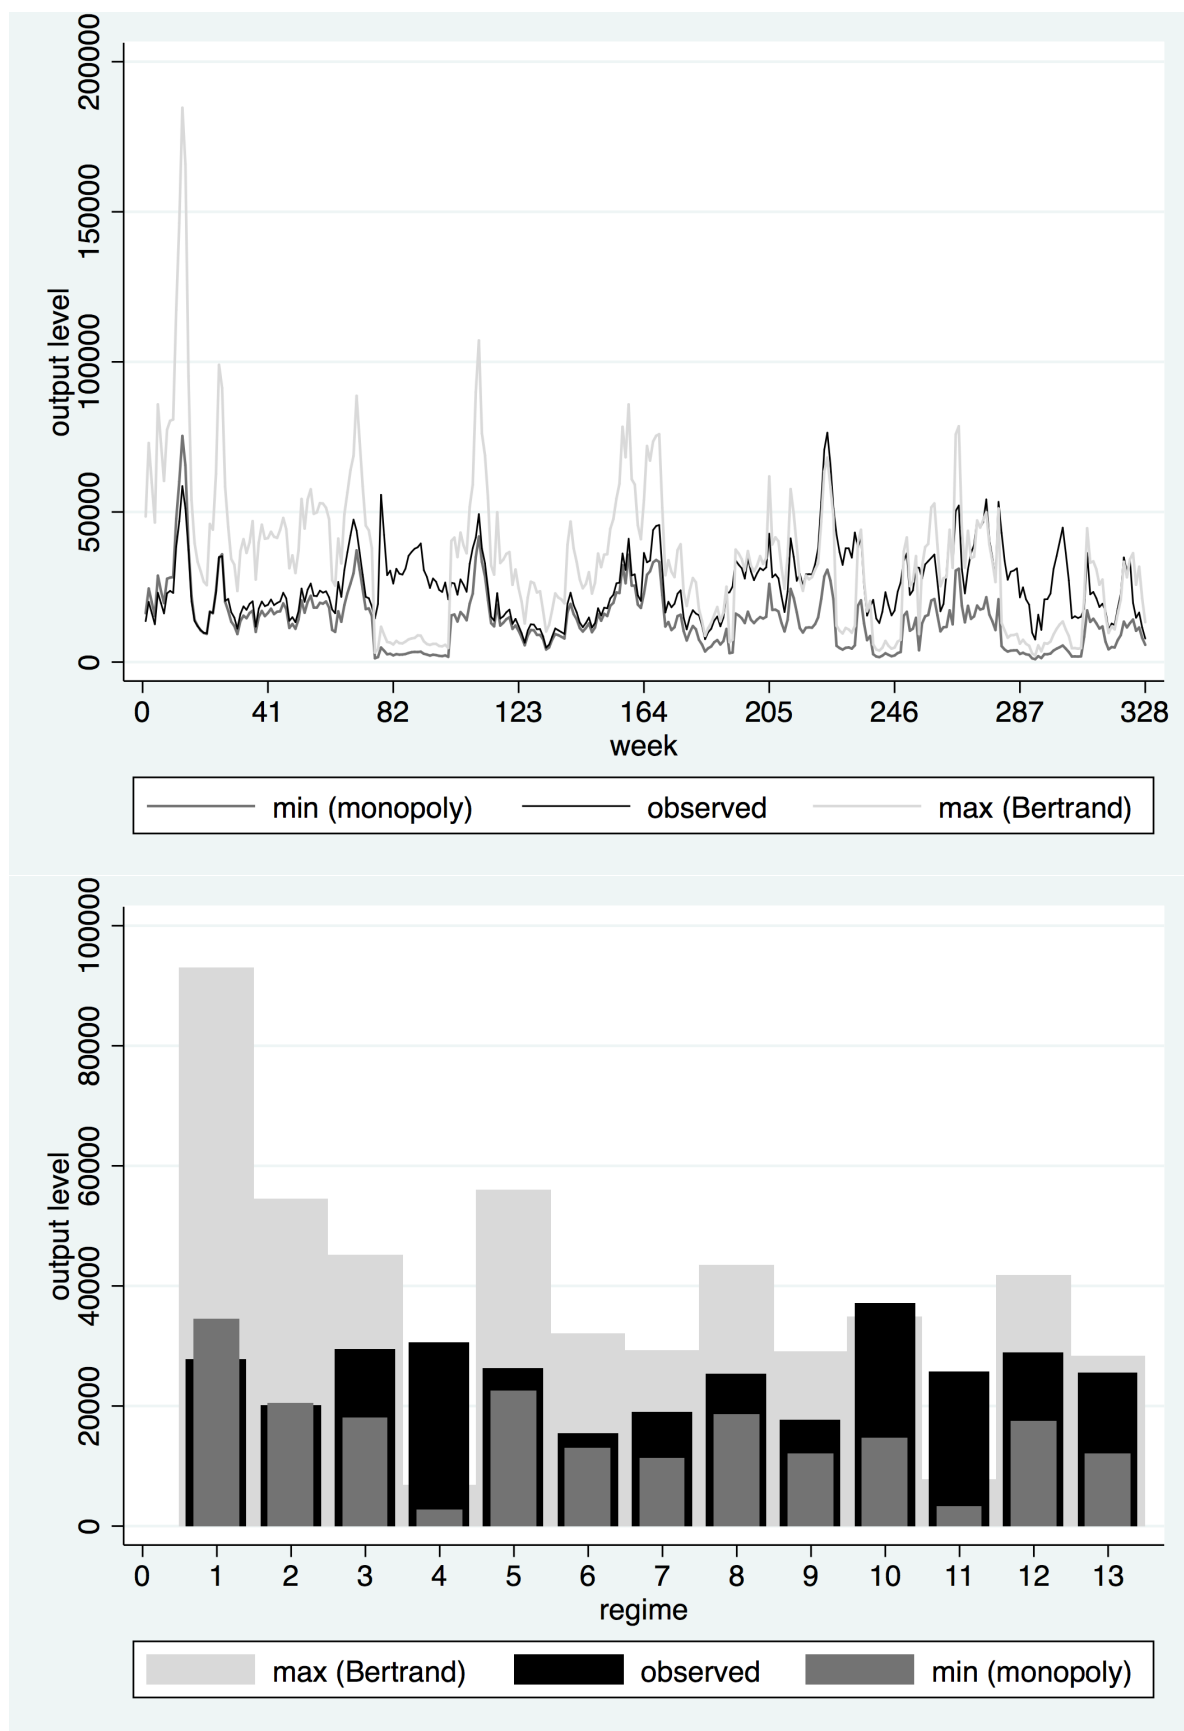 output level
200000
150000
100000
50000
0
0 41 82 123 164 205 246 287 328
week
min (monopoly) observed max (Bertrand)
output level
100000
80000
60000
40000
20000
0
0 1 2 3 4 5 6 7 8 9 10 11 12 13
regime
max (Bertrand) observed min (monopoly)